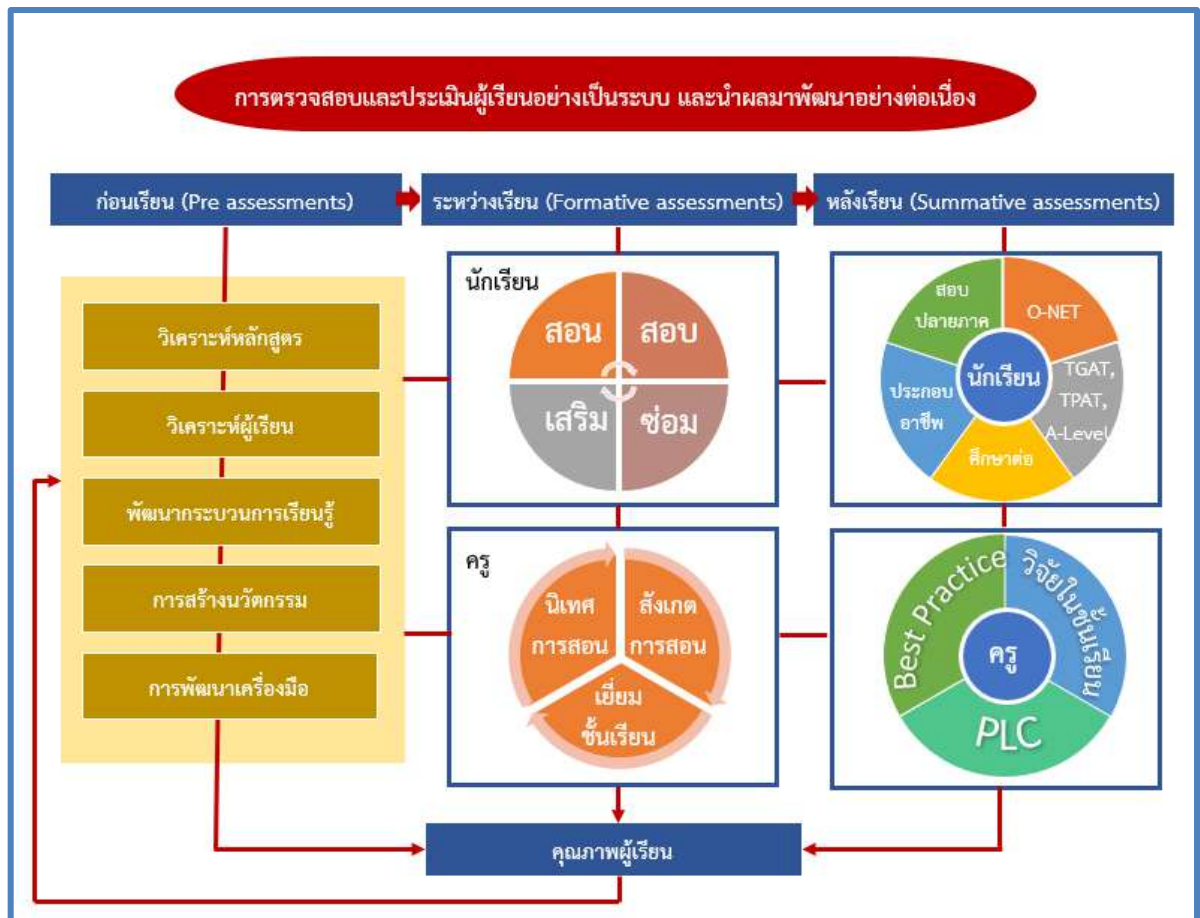 การตรวจสอบและประเมินผู้เรียนอย่างเป็นระบบ และนำผลมาพัฒนาอย่างต่อเนื่อง
ก่อนเรียน (Pre assessments)
ระหว่างเรียน (Formative assessments)
หลังเรียน (Summative assessments)
วิเคราะห์หลักสูตร
วิเคราะห์ผู้เรียน
พัฒนากระบวนการเรียนรู้
การสร้างนวัตกรรม
การพัฒนาเครื่องมือ
นักเรียน
สอน
สอบ
เสริม
ซ่อม
ครู
นิเทศ
การสอน
สังเกต
การสอน
เยี่ยม
ชั้นเรียน
สอบ
ปลายภาค
O-NET
นักเรียน
ประกอบ
อาชีพ
TGAT,
TPAT,
A-Level
ศึกษาต่อ
Best Practice
วิจัยในชั้นเรียน
ครู
PLC
คุณภาพผู้เรียน